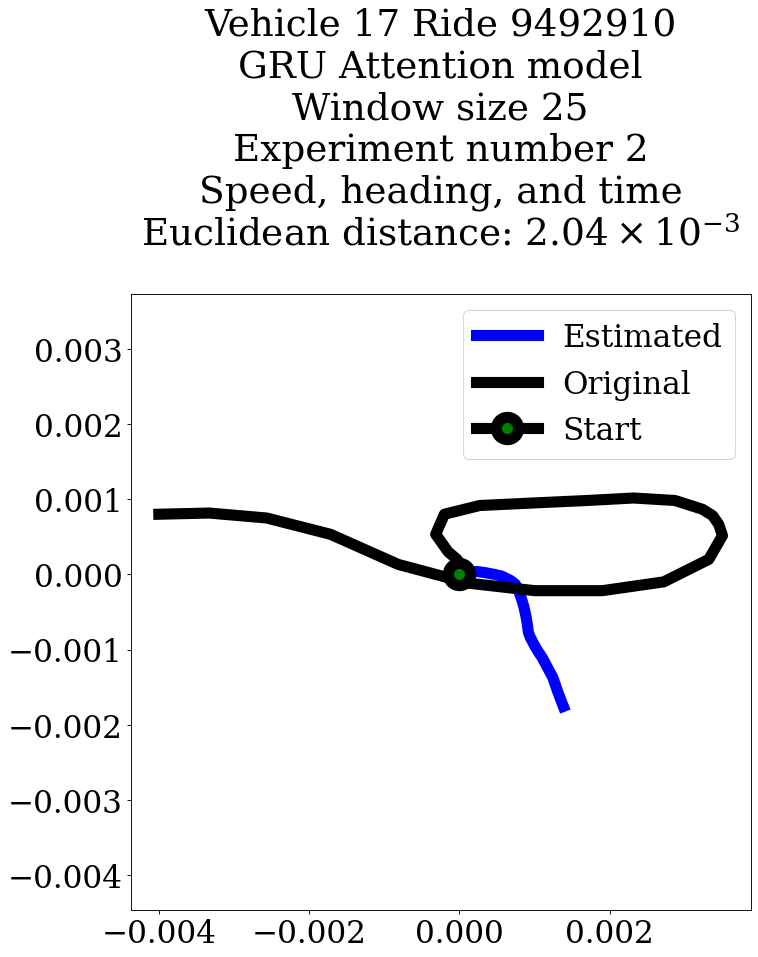 Vehicle 17 Ride 9492910
GRU Attention model
Window size 25
Experiment number 2
Speed, heading, and time
Euclidean distance: 2.04 × 10⁻³
Estimated
Original
Start
0.003
0.002
0.001
0.000
−0.001
−0.002
−0.003
−0.004
−0.004 −0.002 0.000 0.002